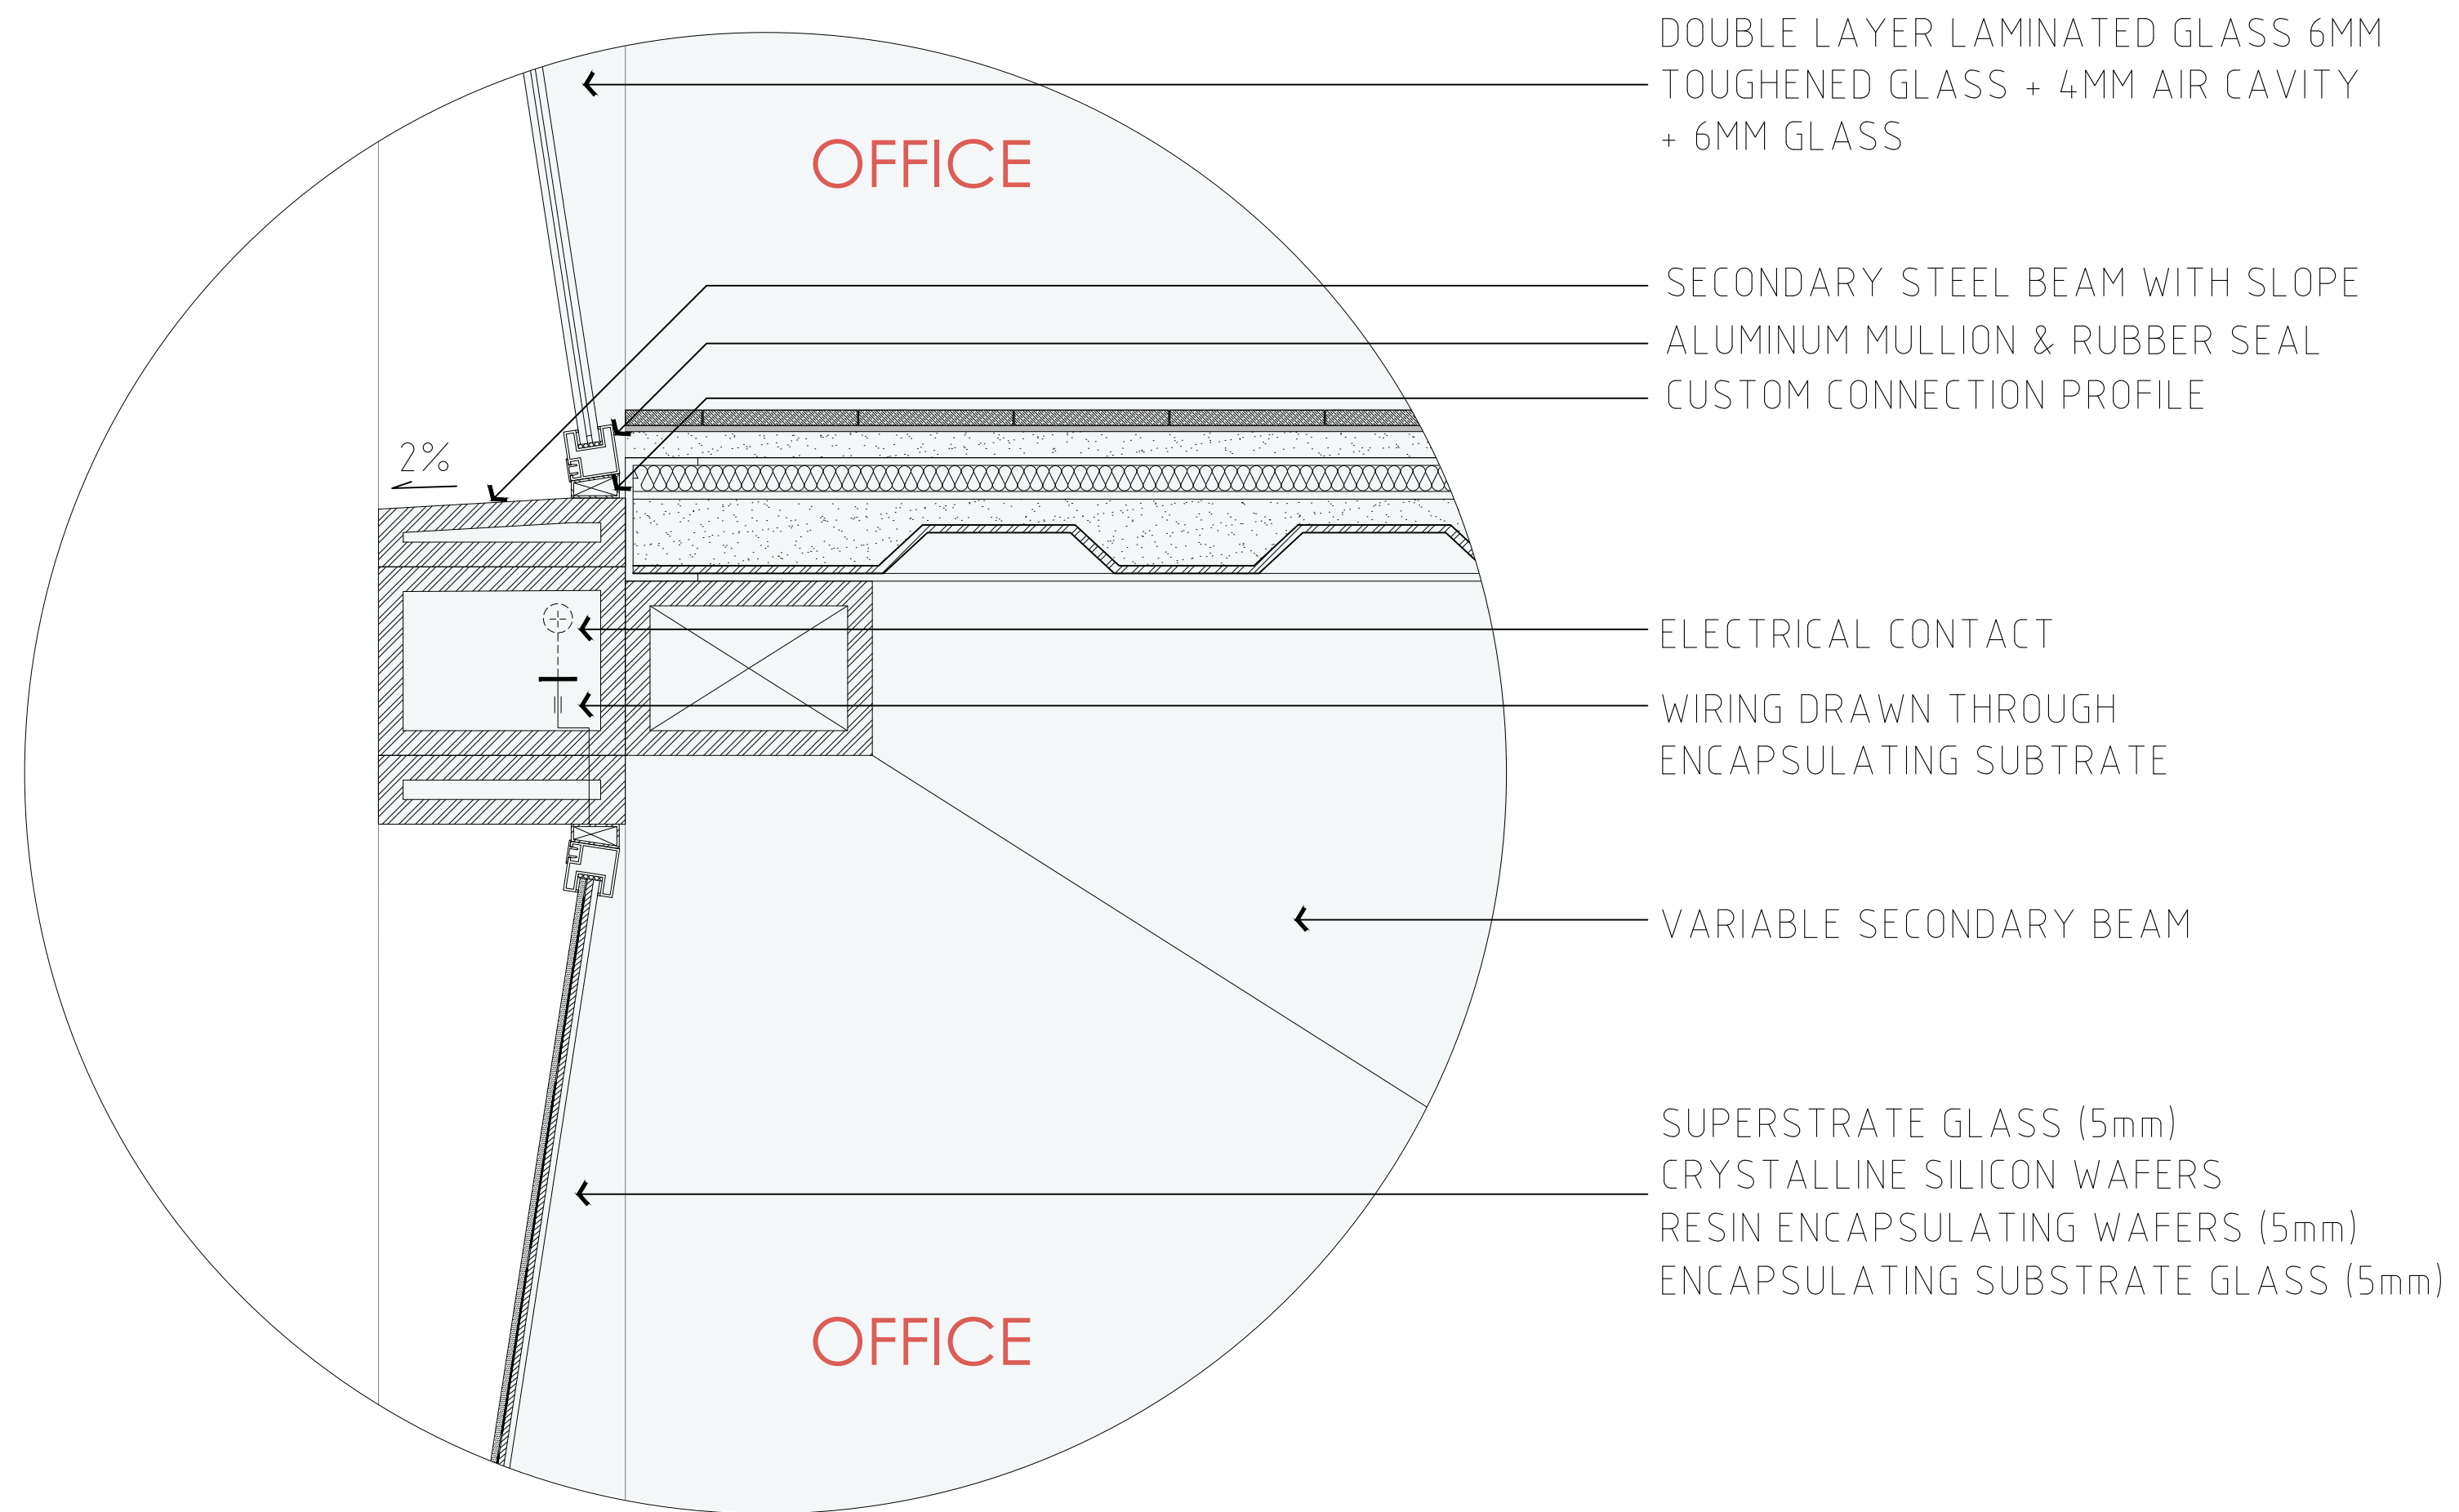 DOUBLE LAYER LAMINATED GLASS 6MM
TOUGHENED GLASS + 4MM AIR CAVITY
+ 6MM GLASS
OFFICE
SECONDARY STEEL BEAM WITH SLOPE
ALUMINUM MULLION & RUBBER SEAL
CUSTOM CONNECTION PROFILE
2%
ELECTRICAL CONTACT
WIRING DRAWN THROUGH
ENCAPSULATING SUBTRATE
VARIABLE SECONDARY BEAM
SUPERSTRATE GLASS (5mm)
CRYSTALLINE SILICON WAFERS
RESIN ENCAPSULATING WAFERS (5mm)
ENCAPSULATING SUBSTRATE GLASS (5mm)
OFFICE